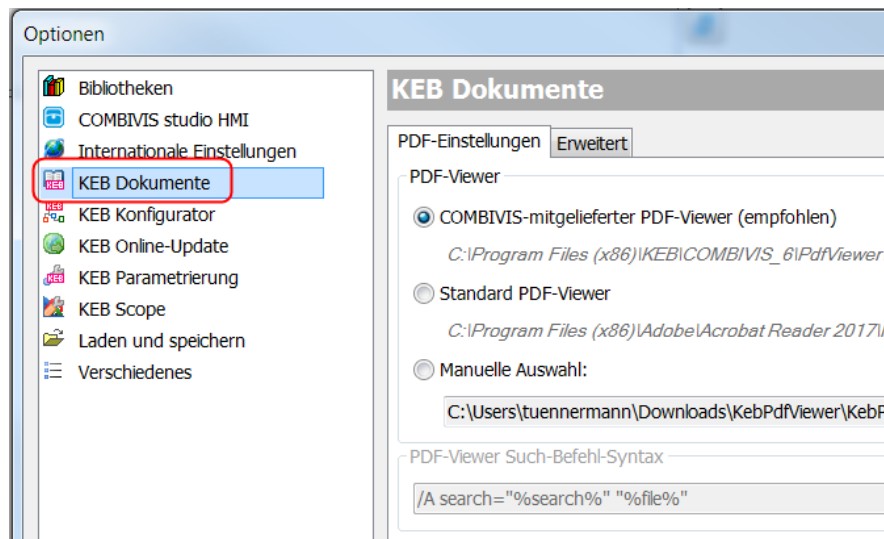 Optionen
Bibliotheken
COMBIVIS studio HMI
Internationale Einstellungen
KEB Dokumente
KEB Konfigurator
KEB Online-Update
KEB Parametrierung
KEB Scope
Laden und speichern
Verschiedenes
KEB Dokumente
PDF-Einstellungen Erweitert
PDF-Viewer
COMBIVIS-mitgelieferter PDF-Viewer (empfohlen)
C:\Program Files (x86)\KEB\COMBIVIS_6\PdfViewer
Standard PDF-Viewer
C:\Program Files (x86)\Adobe\Acrobat Reader 2017\
Manuelle Auswahl:
C:\Users\tuennermann\Downloads\KebPdfViewer\KebP
PDF-Viewer Such-Befehl-Syntax
/A search="%search%" "%file%"